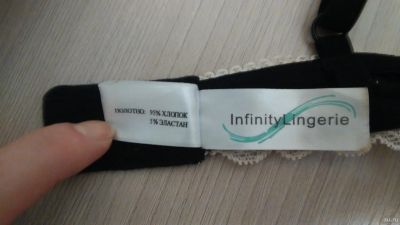 ПОЛОТНО: 95% ХЛОПОК
5% ЭЛАСТАН
InfinityLingerie